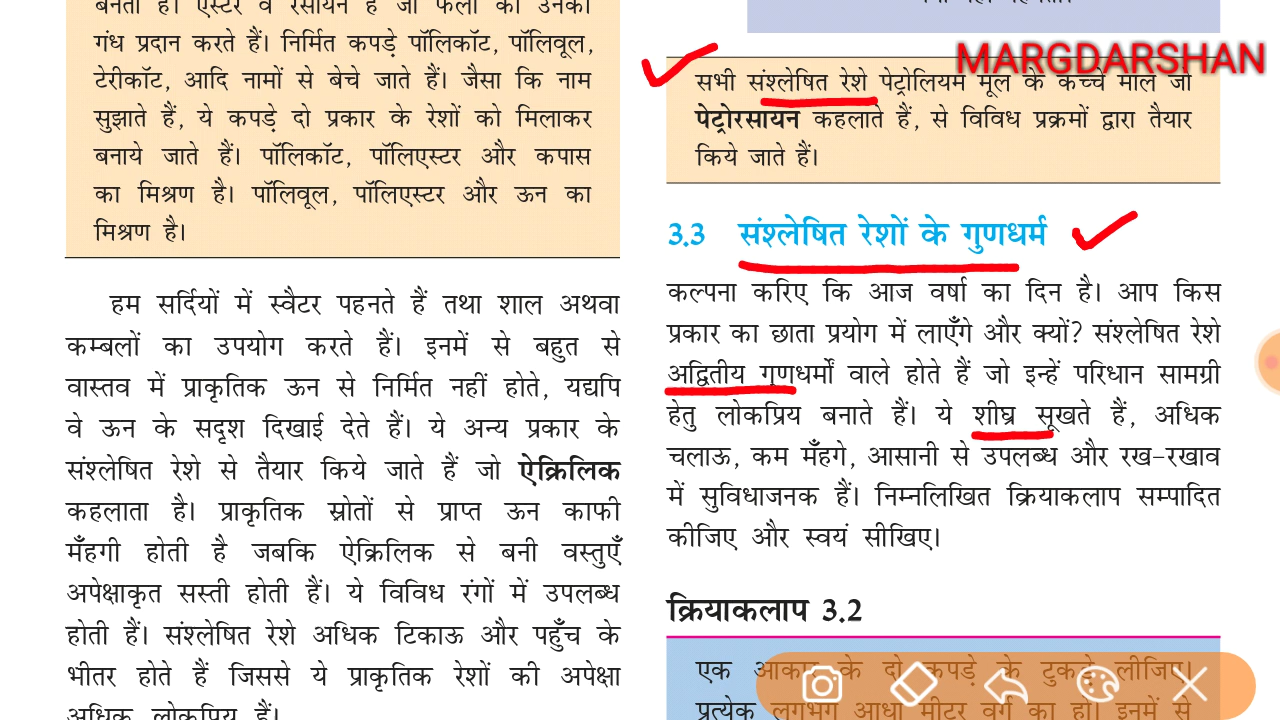 बनता है। एस्टर वे रसायन हैं जो फलों को उनकी
गंध प्रदान करते हैं। निर्मित कपड़े पॉलिकॉट, पॉलिवूल,
टेरीकॉट, आदि नामों से बेचे जाते हैं। जैसा कि नाम
सुझाते हैं, ये कपड़े दो प्रकार के रेशों को मिलाकर
बनाये जाते हैं। पॉलिकॉट, पॉलिएस्टर और कपास
का मिश्रण है। पॉलिवूल, पॉलिएस्टर और ऊन का
मिश्रण है।
हम सर्दियों में स्वैटर पहनते हैं तथा शाल अथवा
कम्बलों का उपयोग करते हैं। इनमें से बहुत से
वास्तव में प्राकृतिक ऊन से निर्मित नहीं होते, यद्यपि
वे ऊन के सदृश दिखाई देते हैं। ये अन्य प्रकार के
संश्लेषित रेशे से तैयार किये जाते हैं जो ऐक्रिलिक
कहलाता है। प्राकृतिक स्रोतों से प्राप्त ऊन काफी
मँहगी होती है जबकि ऐक्रिलिक से बनी वस्तुएँ
अपेक्षाकृत सस्ती होती हैं। ये विविध रंगों में उपलब्ध
होती हैं। संश्लेषित रेशे अधिक टिकाऊ और पहुँच के
भीतर होते हैं जिससे ये प्राकृतिक रेशों की अपेक्षा
अधिक लोकप्रिय हैं।
MARGDARSHAN
सभी संश्लेषित रेशे पेट्रोलियम मूल के कच्चे माल जो
पेट्रोरसायन कहलाते हैं, से विविध प्रक्रमों द्वारा तैयार
किये जाते हैं।
3.3 संश्लेषित रेशों के गुणधर्म
कल्पना करिए कि आज वर्षा का दिन है। आप किस
प्रकार का छाता प्रयोग में लाएँगे और क्यों? संश्लेषित रेशे
अद्वितीय गुणधर्मों वाले होते हैं जो इन्हें परिधान सामग्री
हेतु लोकप्रिय बनाते हैं। ये शीघ्र सूखते हैं, अधिक
चलाऊ, कम मँहगे, आसानी से उपलब्ध और रख-रखाव
में सुविधाजनक हैं। निम्नलिखित क्रियाकलाप सम्पादित
कीजिए और स्वयं सीखिए।
क्रियाकलाप 3.2
एक आकार के दो कपड़े के टुकड़े लीजिए।
प्रत्येक लगभग आधा मीटर वर्ग का हो। इनमें से